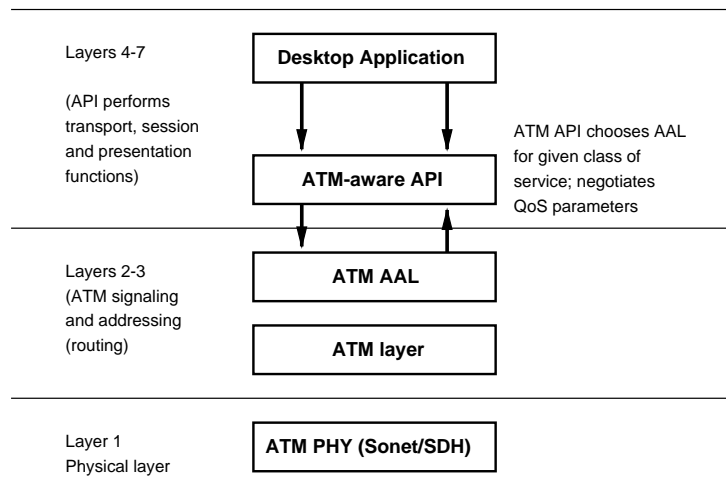 Layers 4-7
(API performs
transport, session
and presentation
functions)
Desktop Application
ATM-aware API
ATM API chooses AAL
for given class of
service; negotiates
QoS parameters
Layers 2-3
(ATM signaling
and addressing
(routing)
ATM AAL
ATM layer
Layer 1
Physical layer
ATM PHY (Sonet/SDH)